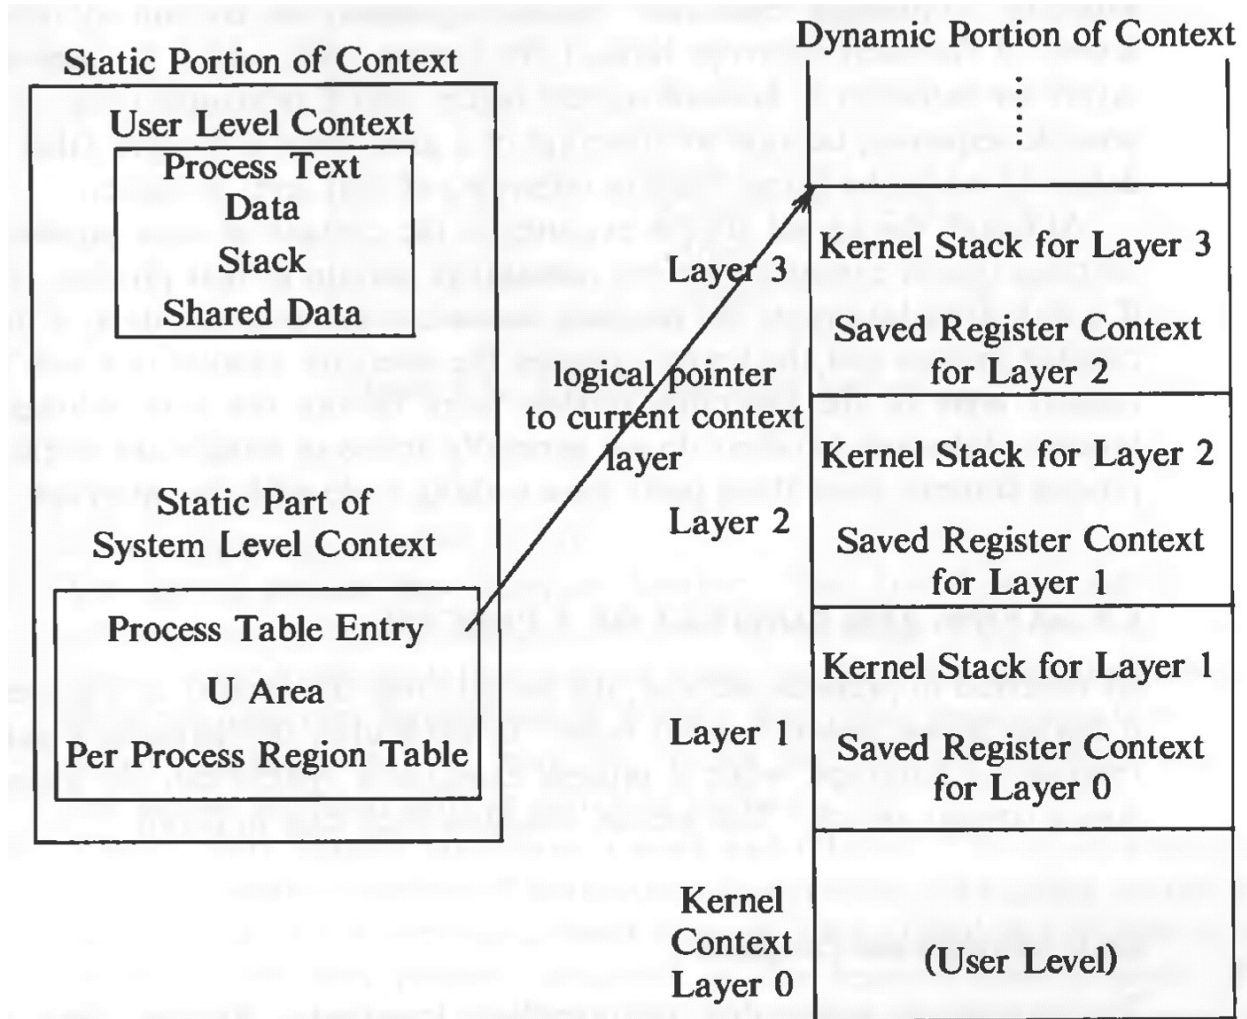 Static Portion of Context
User Level Context
Process Text
Data
Stack
Shared Data
Static Part of
System Level Context
Process Table Entry
U Area
Per Process Region Table
Layer 3
logical pointer
to current context
layer
Layer 2
Layer 1
Kernel
Context
Layer 0
Dynamic Portion of Context
Kernel Stack for Layer 3
Saved Register Context
for Layer 2
Kernel Stack for Layer 2
Saved Register Context
for Layer 1
Kernel Stack for Layer 1
Saved Register Context
for Layer 0
(User Level)